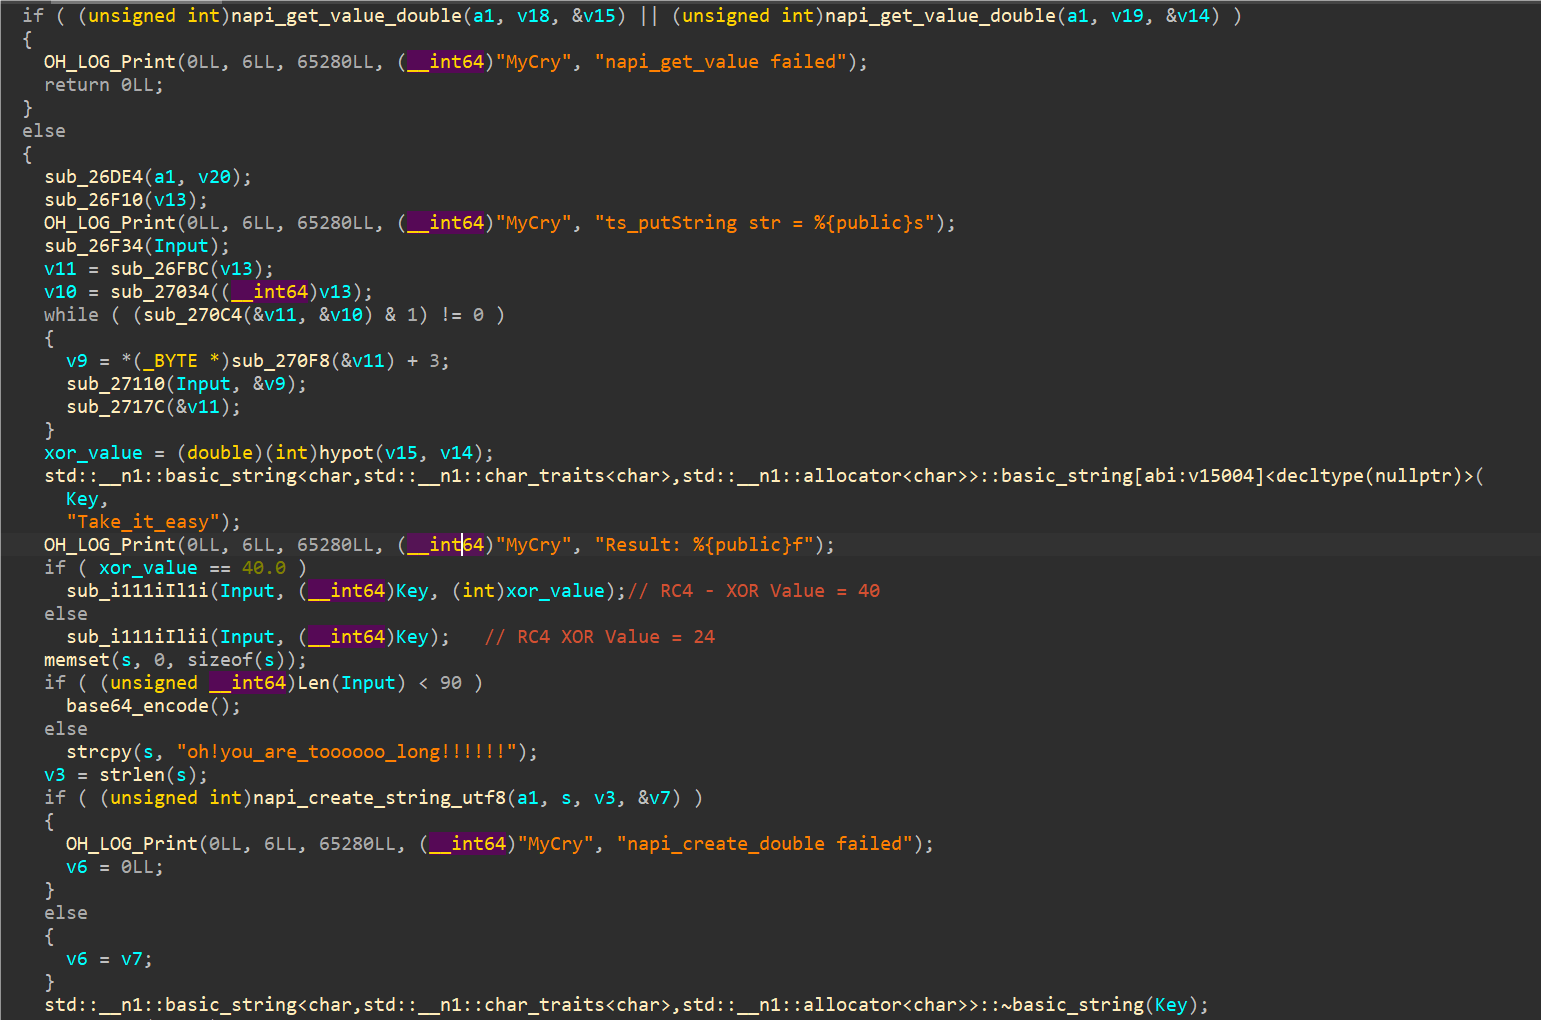 if ( (unsigned int)napi_get_value_double(a1, v18, &v15) || (unsigned int)napi_get_value_double(a1, v19, &v14) )
{
  OH_LOG_Print(0LL, 6LL, 65280LL, (__int64)"MyCry", "napi_get_value failed");
  return 0LL;
}
else
{
  sub_26DE4(a1, v20);
  sub_26F10(v13);
  OH_LOG_Print(0LL, 6LL, 65280LL, (__int64)"MyCry", "ts_putString str = %{public}s");
  sub_26F34(Input);
  v11 = sub_26FBC(v13);
  v10 = sub_27034((__int64)v13);
  while ( (sub_270C4(&v11, &v10) & 1) != 0 )
  {
    v9 = *(_BYTE *)sub_270F8(&v11) + 3;
    sub_27110(Input, &v9);
    sub_2717C(&v11);
  }
  xor_value = (double)(int)hypot(v15, v14);
  std::__n1::basic_string<char,std::__n1::char_traits<char>,std::__n1::allocator<char>>::basic_string[abi:v15004]<decltype(nullptr)>(
    Key,
    "Take_it_easy");
  OH_LOG_Print(0LL, 6LL, 65280LL, (__int64)"MyCry", "Result: %{public}f");
  if ( xor_value == 40.0 )
    sub_i111iIl1i(Input, (__int64)Key, (int)xor_value);// RC4 - XOR Value = 40
  else
    sub_i111iIlii(Input, (__int64)Key);   // RC4 XOR Value = 24
  memset(s, 0, sizeof(s));
  if ( (unsigned __int64)Len(Input) < 90 )
    base64_encode();
  else
    strcpy(s, "oh!you_are_toooooo_long!!!!!!");
  v3 = strlen(s);
  if ( (unsigned int)napi_create_string_utf8(a1, s, v3, &v7) )
  {
    OH_LOG_Print(0LL, 6LL, 65280LL, (__int64)"MyCry", "napi_create_double failed");
    v6 = 0LL;
  }
  else
  {
    v6 = v7;
  }
  std::__n1::basic_string<char,std::__n1::char_traits<char>,std::__n1::allocator<char>>::~basic_string(Key);